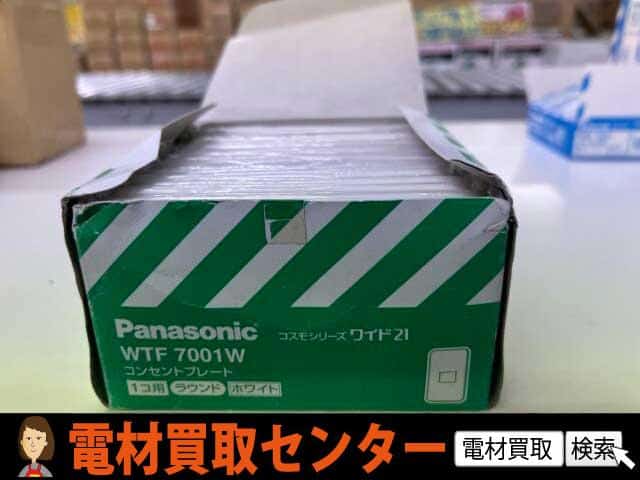 Panasonic コスモシリーズ ワイド21
WTF 7001W
コンセントプレート
1コ用 ラウンド ホワイト
電材買取センター 電材買取 検索